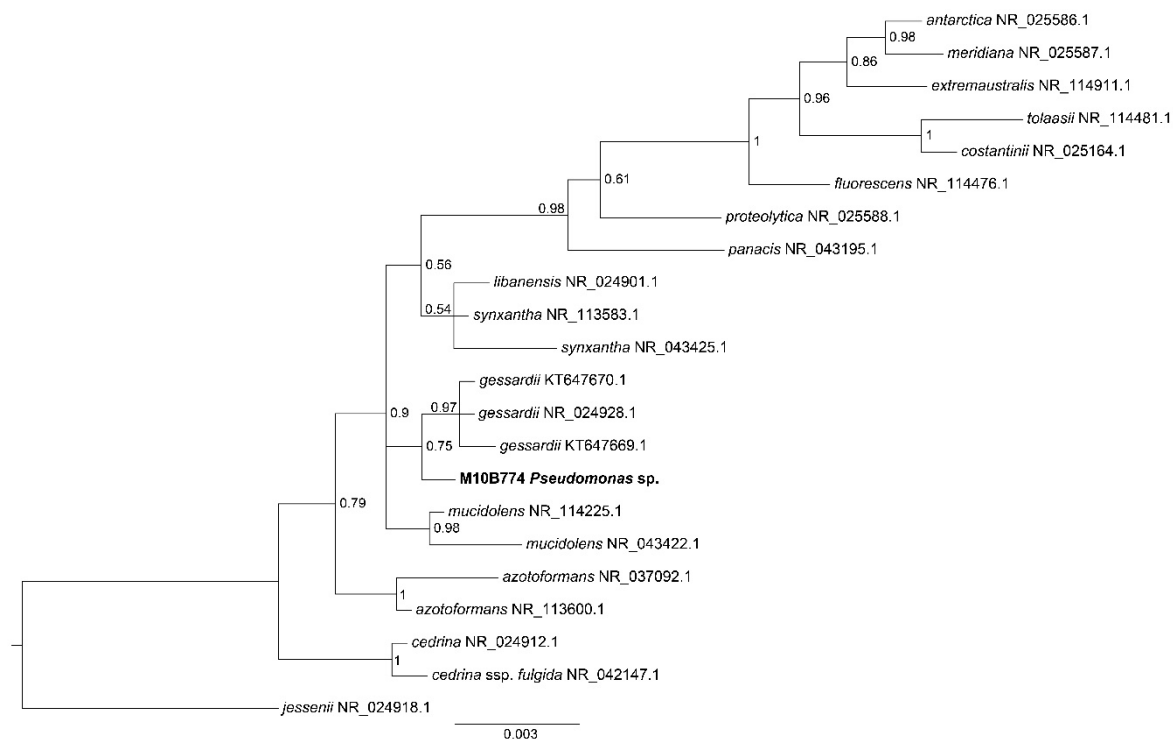 antarctica NR_025586.1
0.98
meridiana NR_025587.1
0.86
extremaustralis NR_114911.1
0.96
tolaasii NR_114481.1
1
costantinii NR_025164.1
1
fluorescens NR_114476.1
0.61
proteolytica NR_025588.1
0.98
panacis NR_043195.1
0.56
libanensis NR_024901.1
0.54
synxantha NR_113583.1
synxantha NR_043425.1
gessardii KT647670.1
0.97
0.9
gessardii NR_024928.1
0.75
gessardii KT647669.1
M10B774 Pseudomonas sp.
0.79
mucidolens NR_114225.1
0.98
mucidolens NR_043422.1
azotoformans NR_037092.1
1
azotoformans NR_113600.1
cedrina NR_024912.1
1
cedrina ssp. fulgida NR_042147.1
jessenii NR_024918.1
0.003